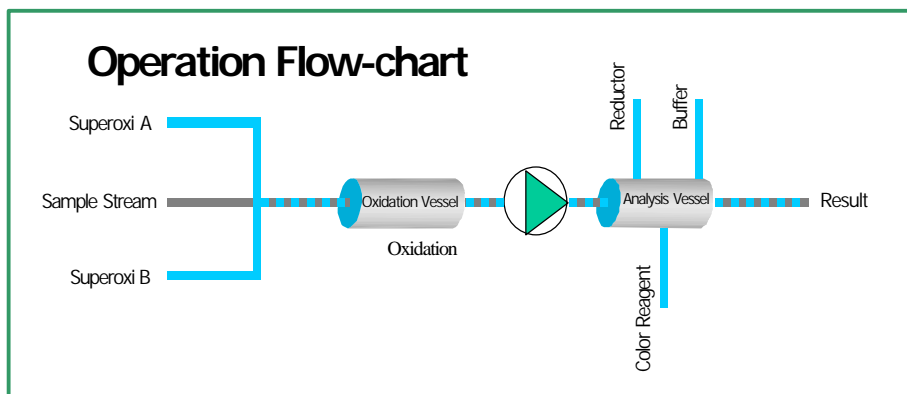 Operation Flow-chart
Superoxi A
Sample Stream
Superoxi B
Oxidation Vessel
Oxidation
Reductor
Buffer
Analysis Vessel
Color Reagent
Result